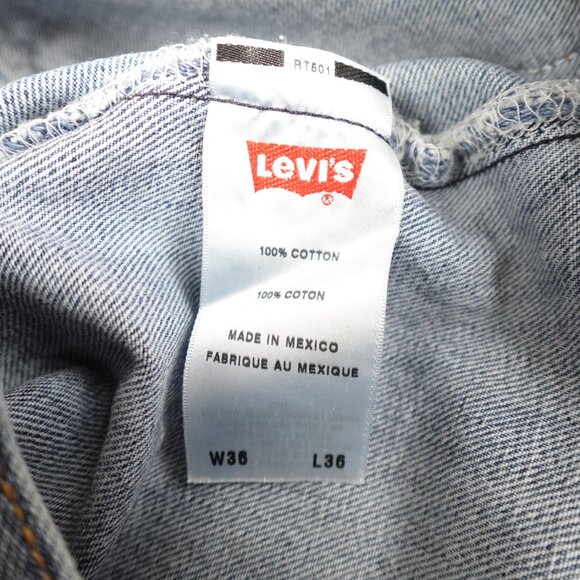 RT601
Levi's
100% COTTON
100% COTON
MADE IN MEXICO
FABRIQUE AU MEXIQUE
W36 L36